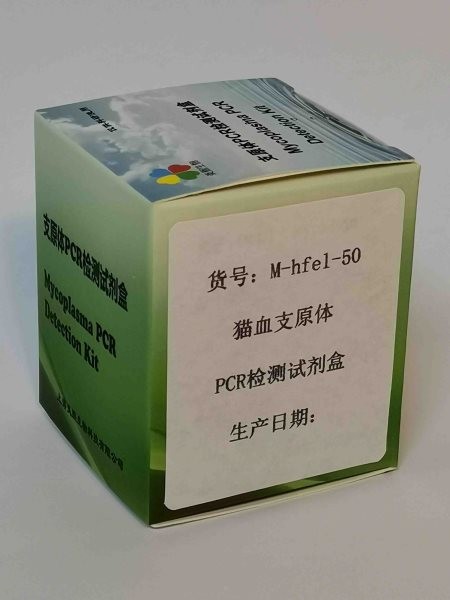 支原体PCR检测试剂盒
Mycoplasma PCR
Detection Kit
货号：M-hfel-50
猫血支原体
PCR检测试剂盒
生产日期：
支原体PCR检测试剂盒
Mycoplasma PCR
Detection Kit